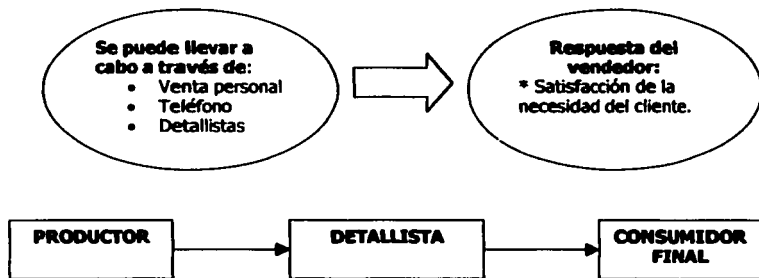 Se puede llevar a
cabo a través de:
• Venta personal
• Teléfono
• Detallistas
Respuesta del
vendedor:
* Satisfacción de la
necesidad del cliente.
PRODUCTOR
DETALLISTA
CONSUMIDOR
FINAL